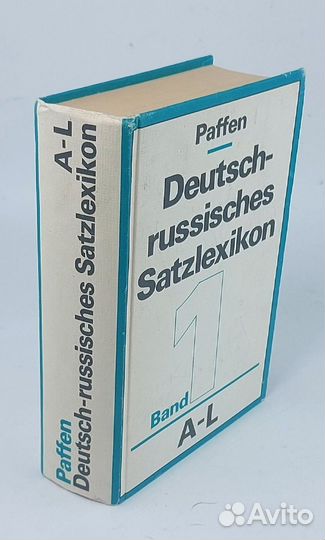 Paffen
Deutsch-russisches Satzlexikon
A-L
Paffen
Deutsch-
russisches
Satzlexikon
1
Band
A-L
Avito